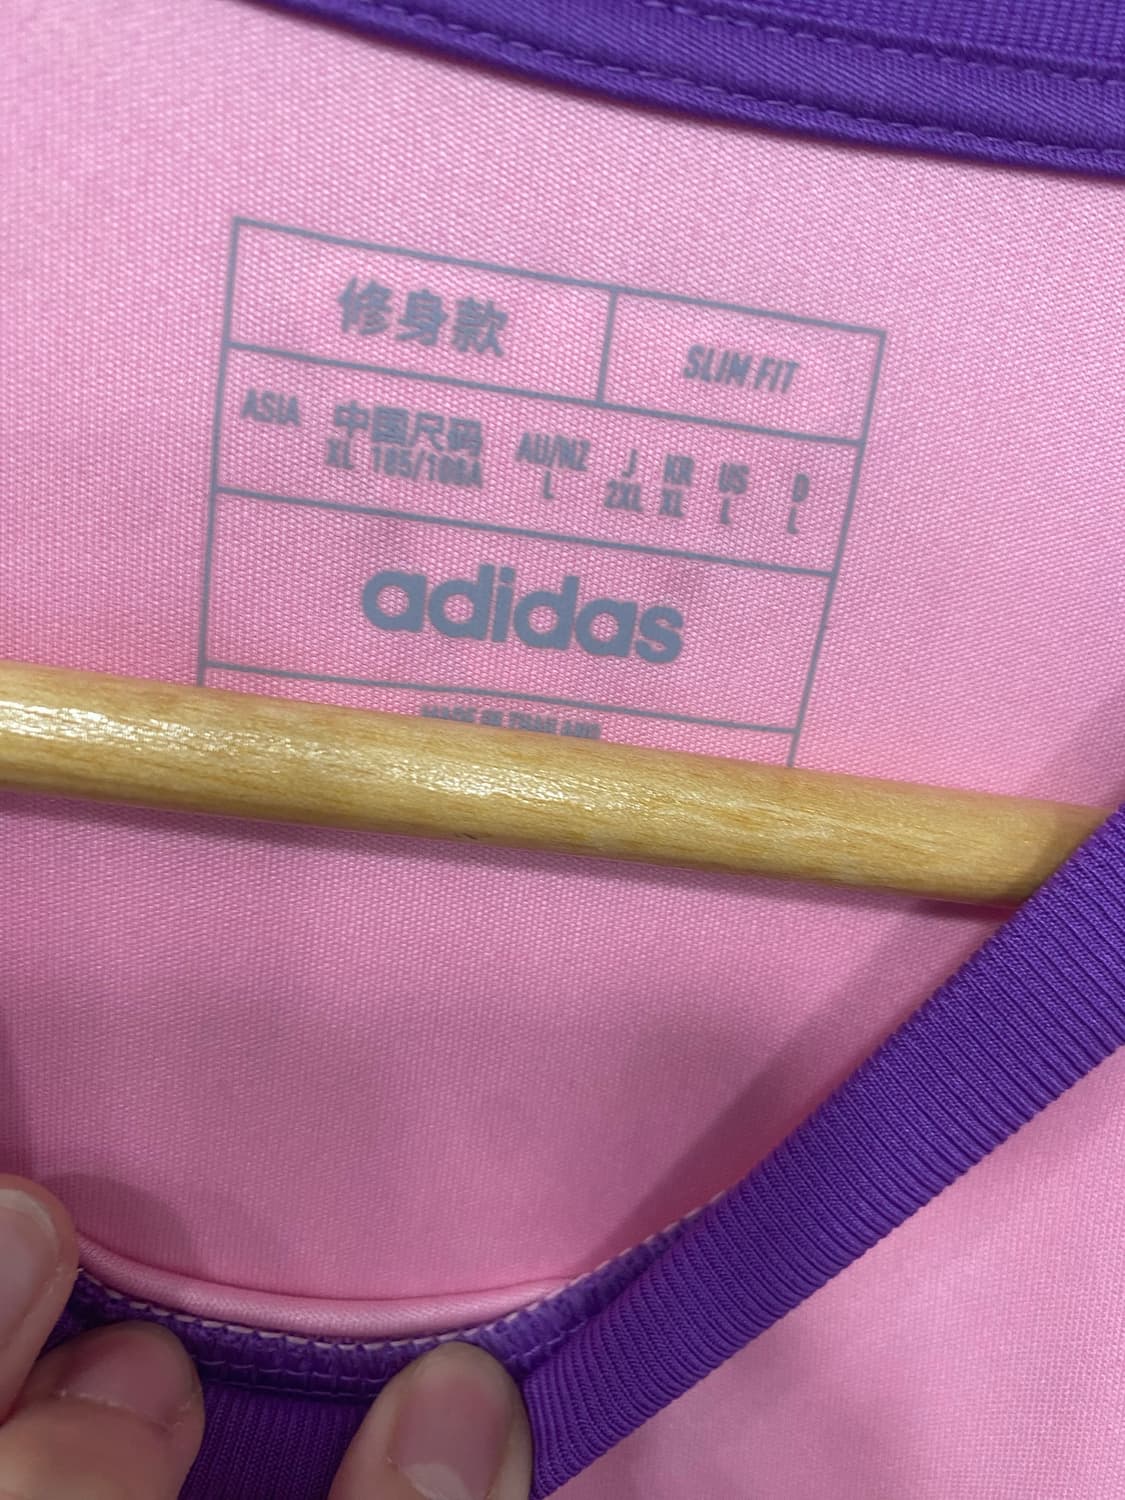 修身款 SLIM FIT
ASIA 中国尺码 AU/NZ J KR US D
XL 185/108A L 2XL XL L L
adidas
MADE IN THAILAND